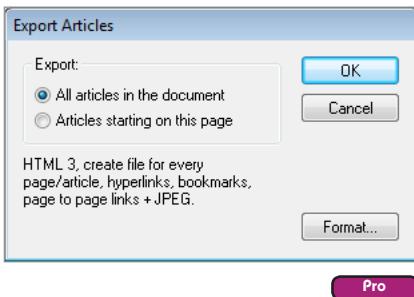 Export Articles
Export:
All articles in the document
Articles starting on this page
OK
Cancel
HTML 3, create file for every
page/article, hyperlinks, bookmarks,
page to page links + JPEG.
Format...
Pro